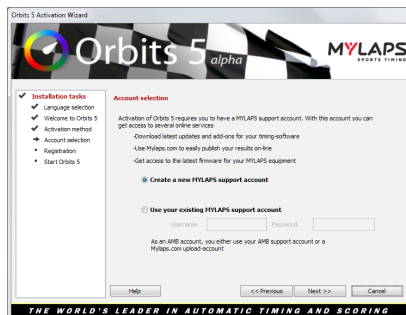 Orbits 5 Activation Wizard
Orbits 5 alpha
MYLAPS
SPORTS TIMING
Installation tasks
Language selection
Welcome to Orbits 5
Activation method
Account selection
Registration
Start Orbits 5
Account selection
Activation of Orbits 5 requires you to have a MYLAPS support account. With this account you can
get access to several online services
-Download latest updates and add-ons for your timing-software
-Use Mylaps.com to easily publish your results on-line
-Get access to the latest firmware for your MYLAPS equipment
Create a new MYLAPS support account
Use your existing MYLAPS support account
Username:
Password:
As an AMB account, you either use your AMB support account or a
Mylaps.com upload-account
Help
<< Previous
Next >>
Cancel
THE WORLD'S LEADER IN AUTOMATIC TIMING AND SCORING